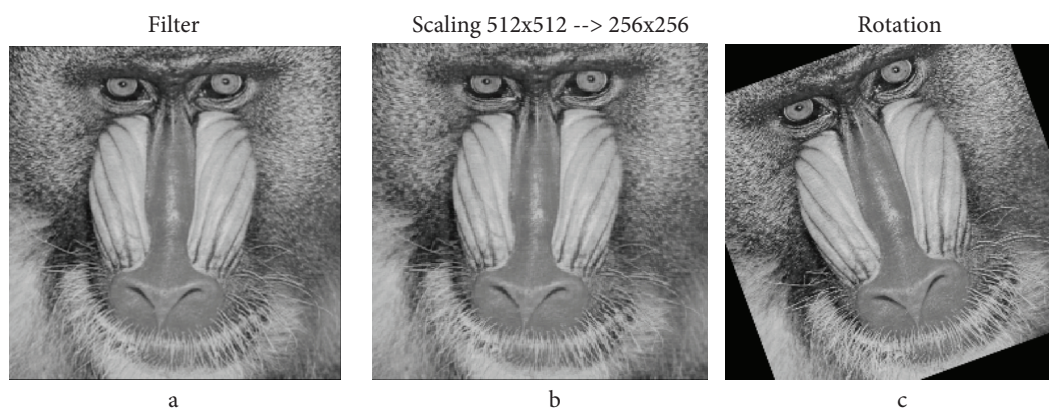 Filter
Scaling 512x512 --> 256x256
Rotation
a
b
c